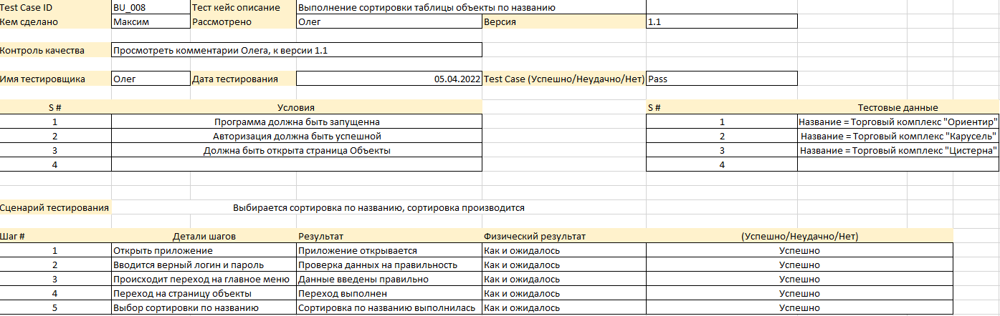 Test Case ID BU_008 Тест кейс описание Выполнение сортировки таблицы объекты по названию
Кем сделано Максим Рассмотрено Олег Версия 1.1
Контроль качества Просмотреть комментарии Олега, к версии 1.1
Имя тестировщика Олег Дата тестирования 05.04.2022 Test Case (Успешно/Неудачно/Нет) Pass
S # Условия S # Тестовые данные
1 Программа должна быть запущенна 1 Название = Торговый комплекс "Ориентир"
2 Авторизация должна быть успешной 2 Название = Торговый комплекс "Карусель"
3 Должна быть открыта страница Объекты 3 Название = Торговый комплекс "Цистерна"
4 4
Сценарий тестирования Выбирается сортировка по названию, сортировка производится
Шаг # Детали шагов Результат Физический результат (Успешно/Неудачно/Нет)
1 Открыть приложение Приложение открывается Как и ожидалось Успешно
2 Вводится верный логин и пароль Проверка данных на правильность Как и ожидалось Успешно
3 Происходит переход на главное меню Данные введены правильно Как и ожидалось Успешно
4 Переход на страницу объекты Переход выполнен Как и ожидалось Успешно
5 Выбор сортировки по названию Сортировка по названию выполнилась Как и ожидалось Успешно